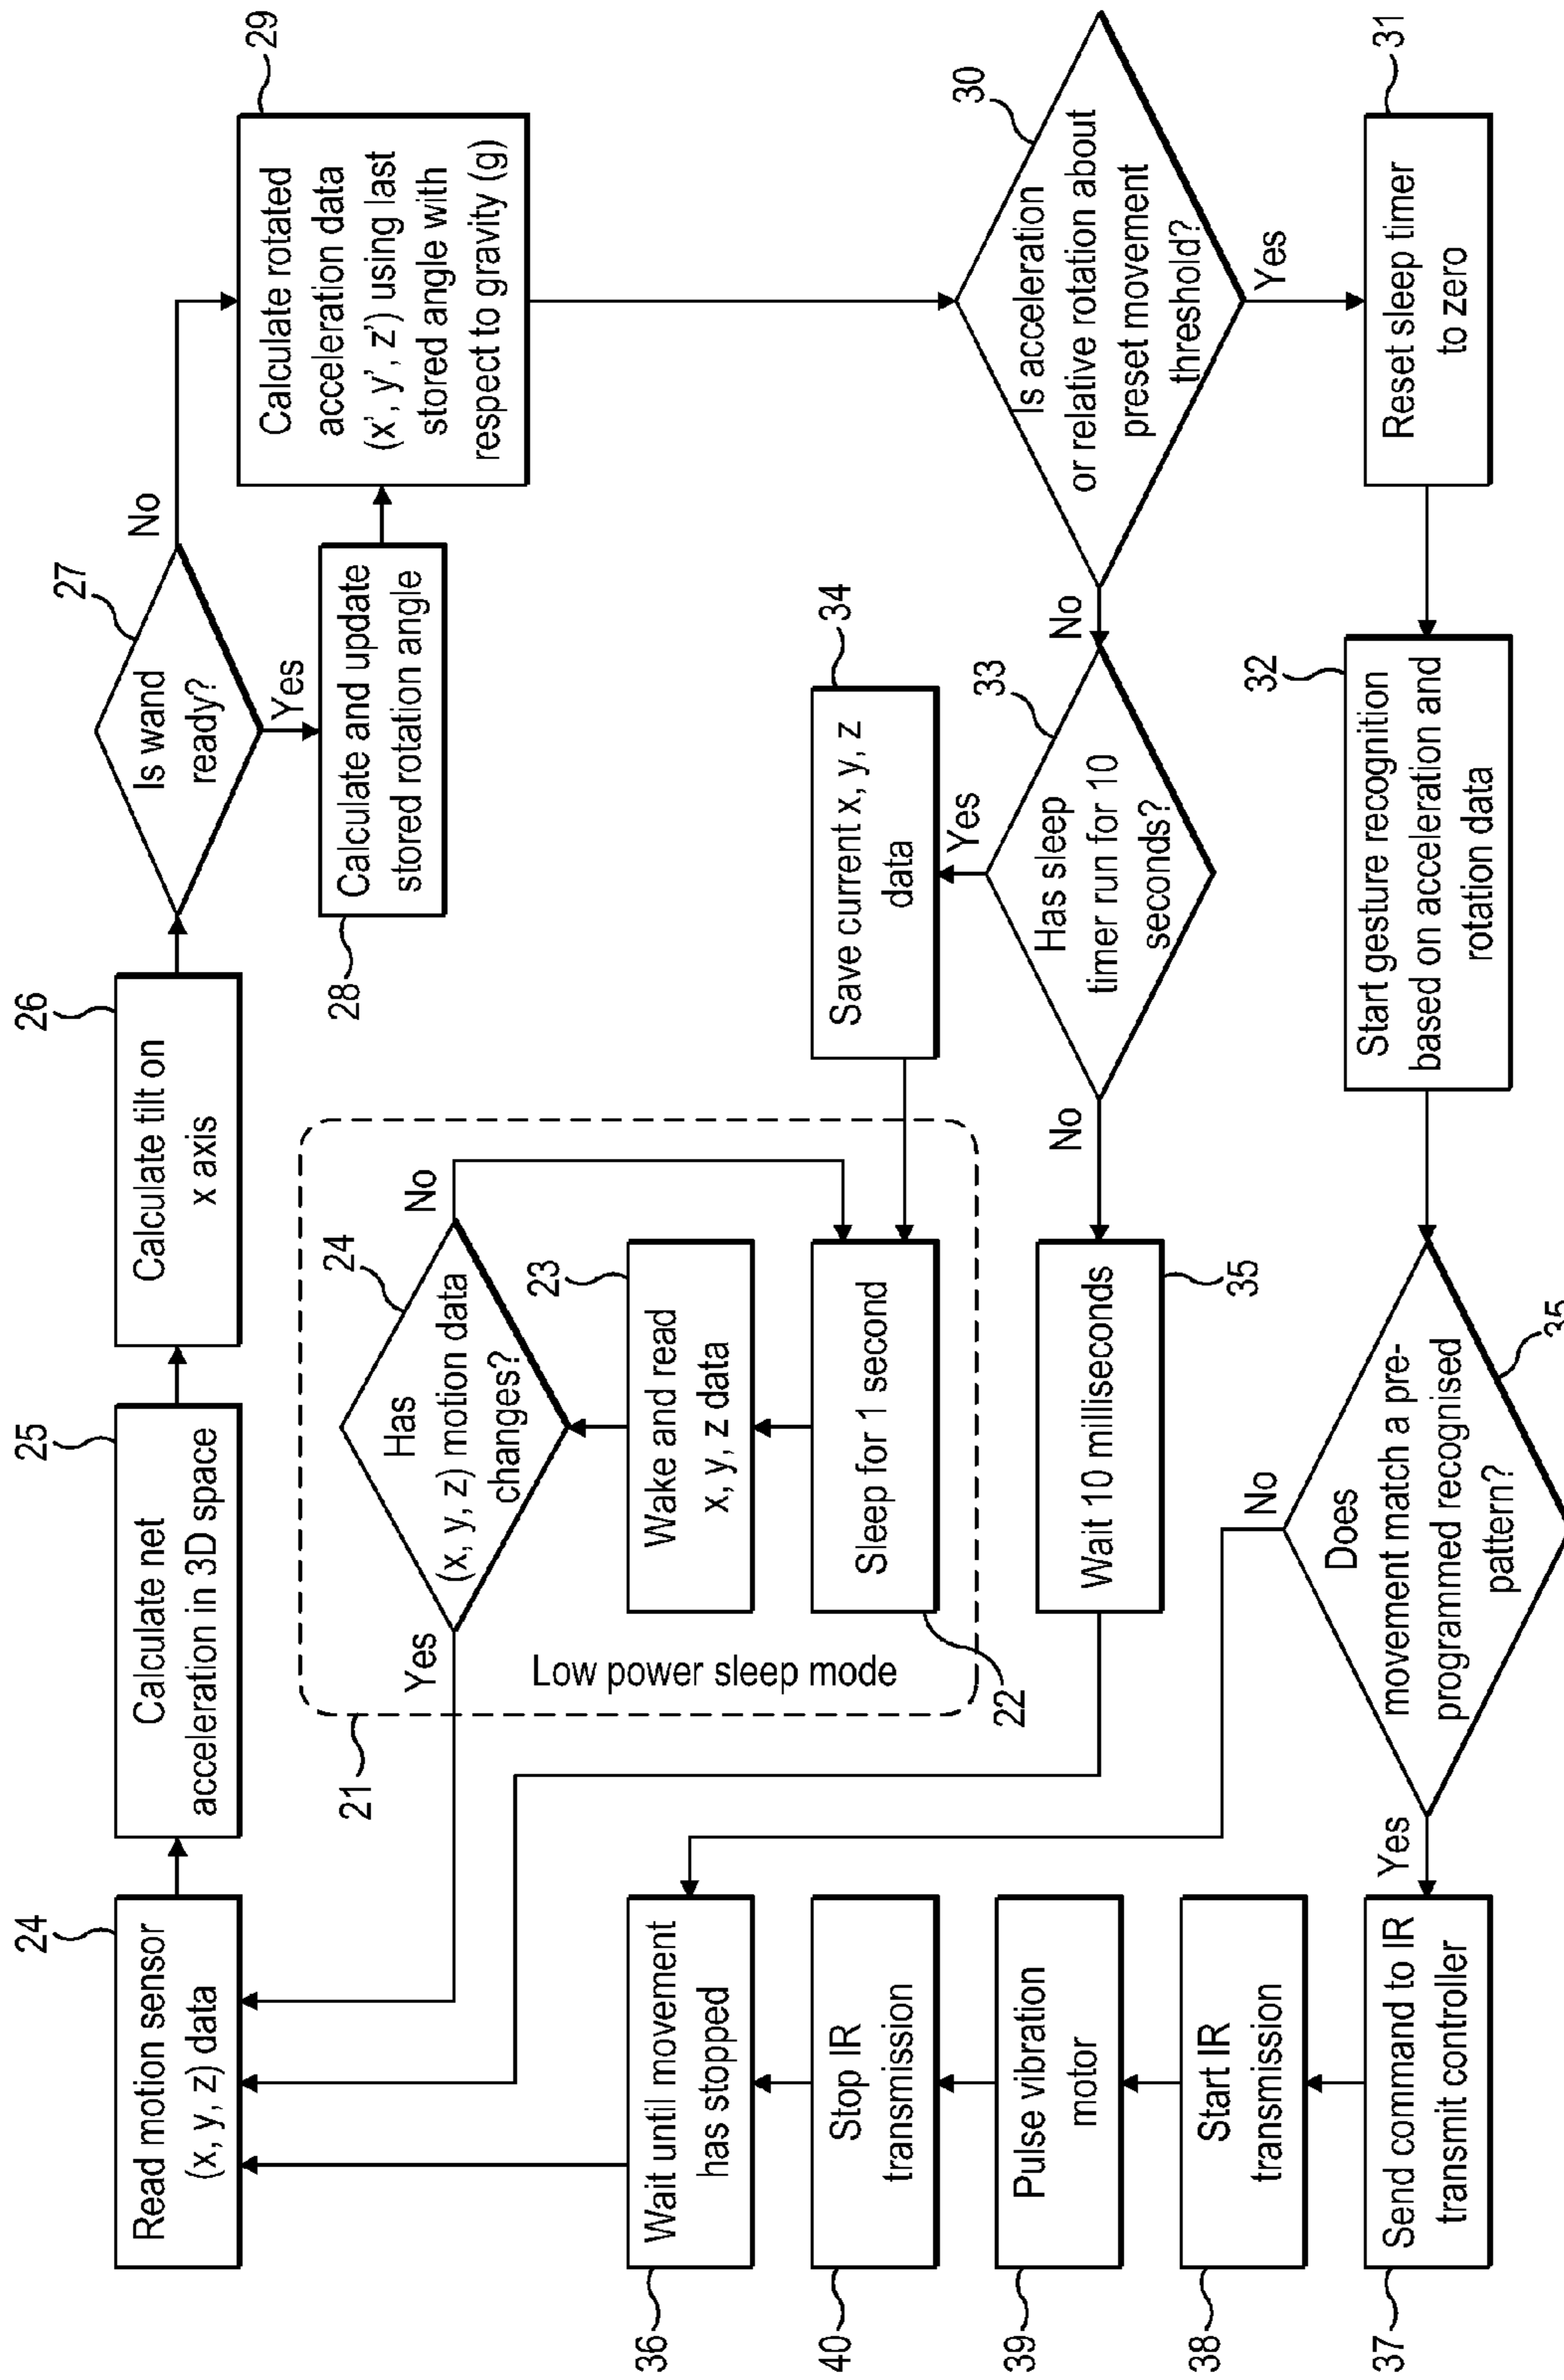 24
Read motion sensor
(x, y, z) data
25
Calculate net
acceleration in 3D space
26
Calculate tilt on
x axis
27
Is wand
ready?
No
Yes
28
Calculate and update
stored rotation angle
29
Calculate rotated
acceleration data
(x', y', z') using last
stored angle with
respect to gravity (g)
21
Low power sleep mode
24
Has
(x, y, z) motion data
changes?
Yes
No
23
Wake and read
x, y, z data
22
Sleep for 1 second
34
Save current x, y, z
data
30
Is acceleration
or relative rotation about
preset movement
threshold?
No
Yes
33
Has sleep
timer run for 10
seconds?
Yes
No
35
Wait 10 milliseconds
31
Reset sleep timer
to zero
32
Start gesture recognition
based on acceleration and
rotation data
35
Does
movement match a pre-
programmed recognised
pattern?
No
Yes
36
Wait until movement
has stopped
40
Stop IR
transmission
39
Pulse vibration
motor
38
Start IR
transmission
37
Send command to IR
transmit controller